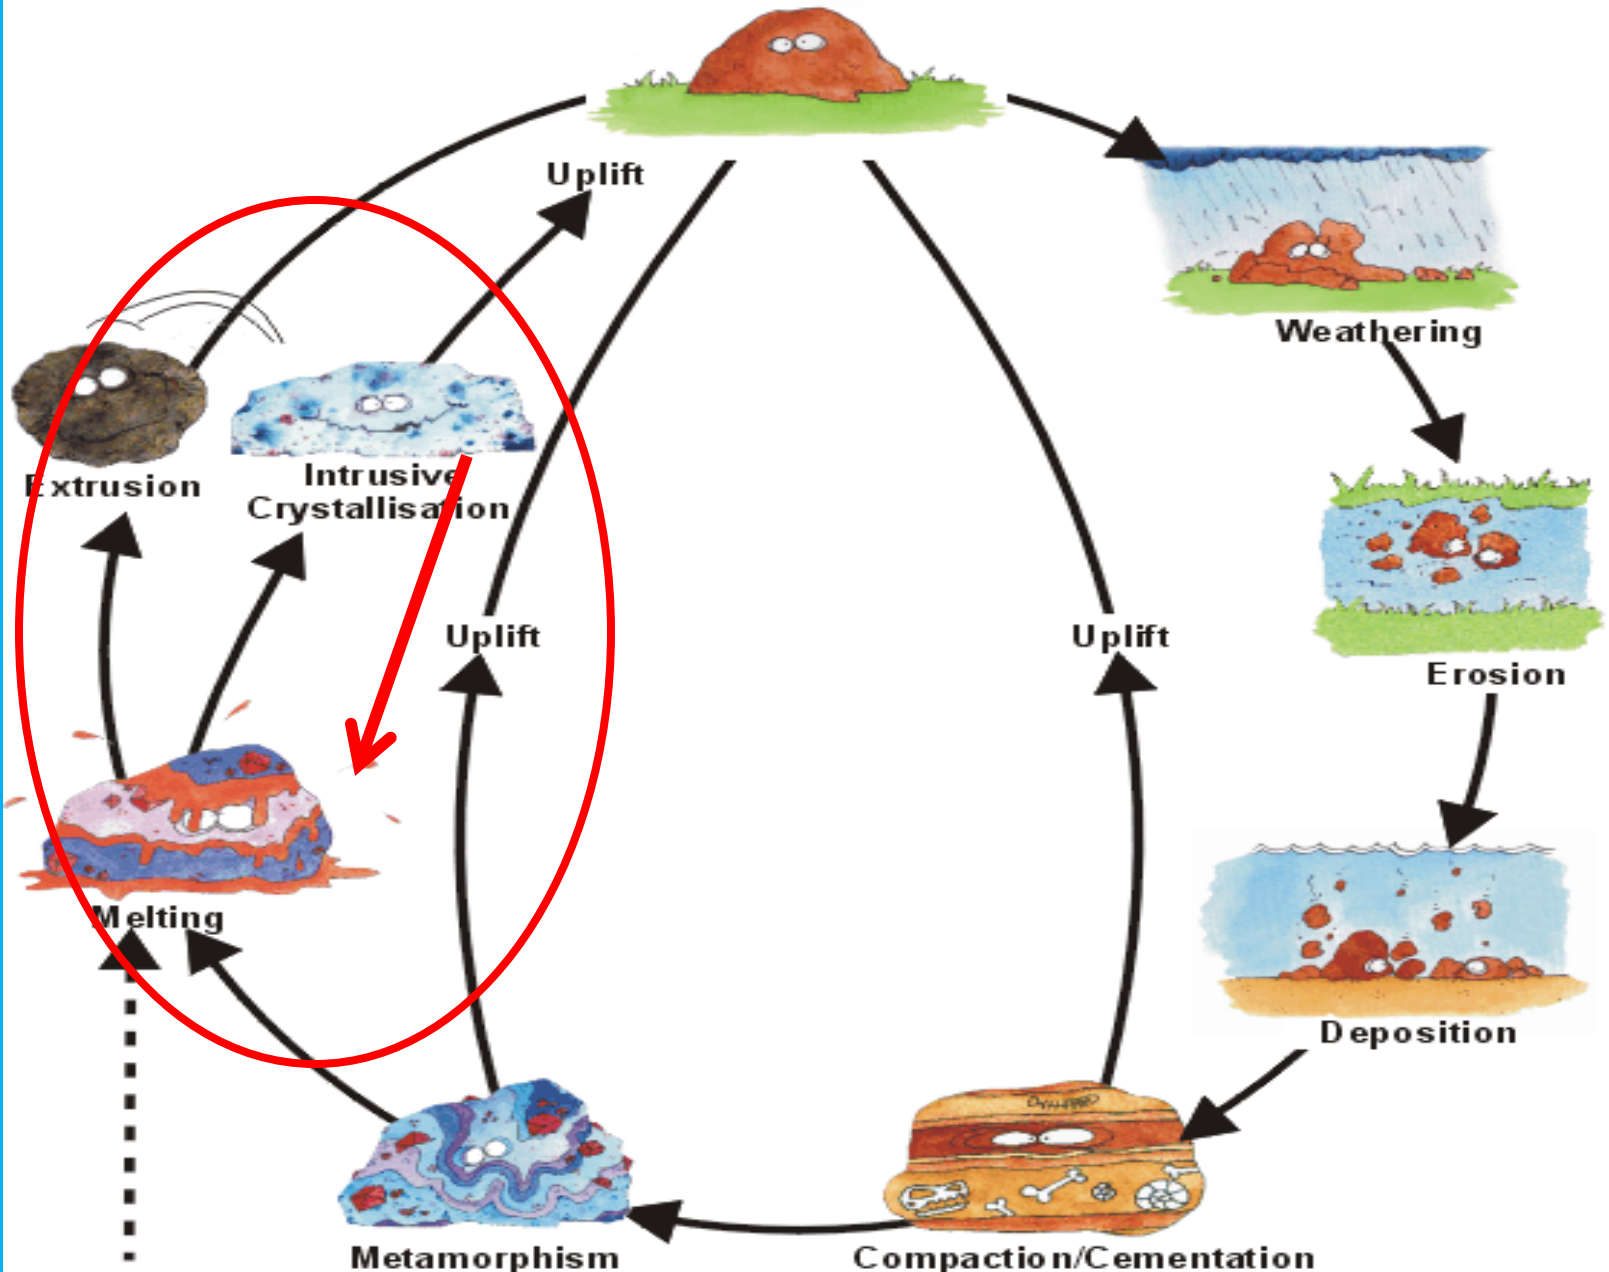 Uplift
Weathering
Extrusion
Intrusive
Crystallisation
Uplift
Uplift
Erosion
Melting
Deposition
Metamorphism
Compaction/Cementation